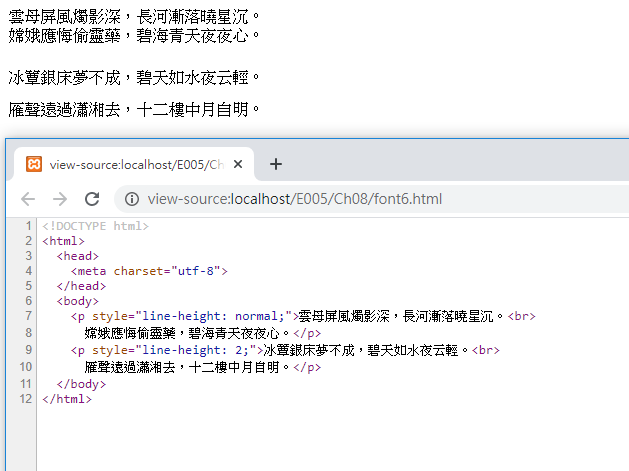 雲母屏風燭影深，長河漸落曉星沉。
嫦娥應悔偷靈藥，碧海青天夜夜心。
冰簟銀床夢不成，碧天如水夜云輕。
雁聲遠過瀟湘去，十二樓中月自明。
view-source:localhost/E005/Ch
view-source:localhost/E005/Ch08/font6.html
1 <!DOCTYPE html>
2 <html>
3 <head>
4 <meta charset="utf-8">
5 </head>
6 <body>
7 <p style="line-height: normal;">雲母屏風燭影深，長河漸落曉星沉。<br>
8 嫦娥應悔偷靈藥，碧海青天夜夜心。</p>
9 <p style="line-height: 2;">冰簟銀床夢不成，碧天如水夜云輕。<br>
10 雁聲遠過瀟湘去，十二樓中月自明。</p>
11 </body>
12 </html>